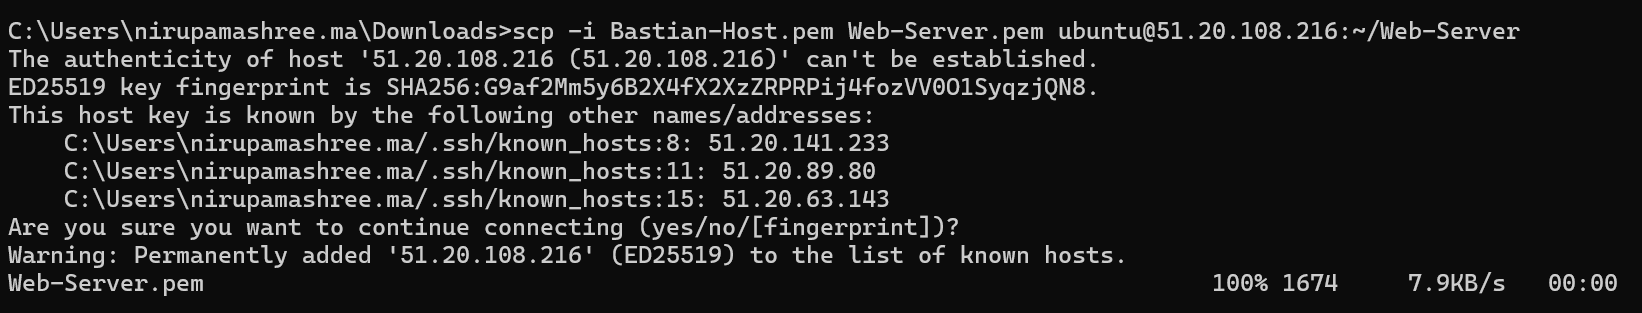 C:\Users\nirupamashree.ma\Downloads>scp -i Bastian-Host.pem Web-Server.pem ubuntu@51.20.108.216:~/Web-Server
The authenticity of host '51.20.108.216 (51.20.108.216)' can't be established.
ED25519 key fingerprint is SHA256:G9af2Mm5y6B2X4fX2XzZRPRPij4fozVV0O1SyqzjQN8.
This host key is known by the following other names/addresses:
    C:\Users\nirupamashree.ma/.ssh/known_hosts:8: 51.20.141.233
    C:\Users\nirupamashree.ma/.ssh/known_hosts:11: 51.20.89.80
    C:\Users\nirupamashree.ma/.ssh/known_hosts:15: 51.20.63.143
Are you sure you want to continue connecting (yes/no/[fingerprint])?
Warning: Permanently added '51.20.108.216' (ED25519) to the list of known hosts.
Web-Server.pem 100% 1674 7.9KB/s 00:00